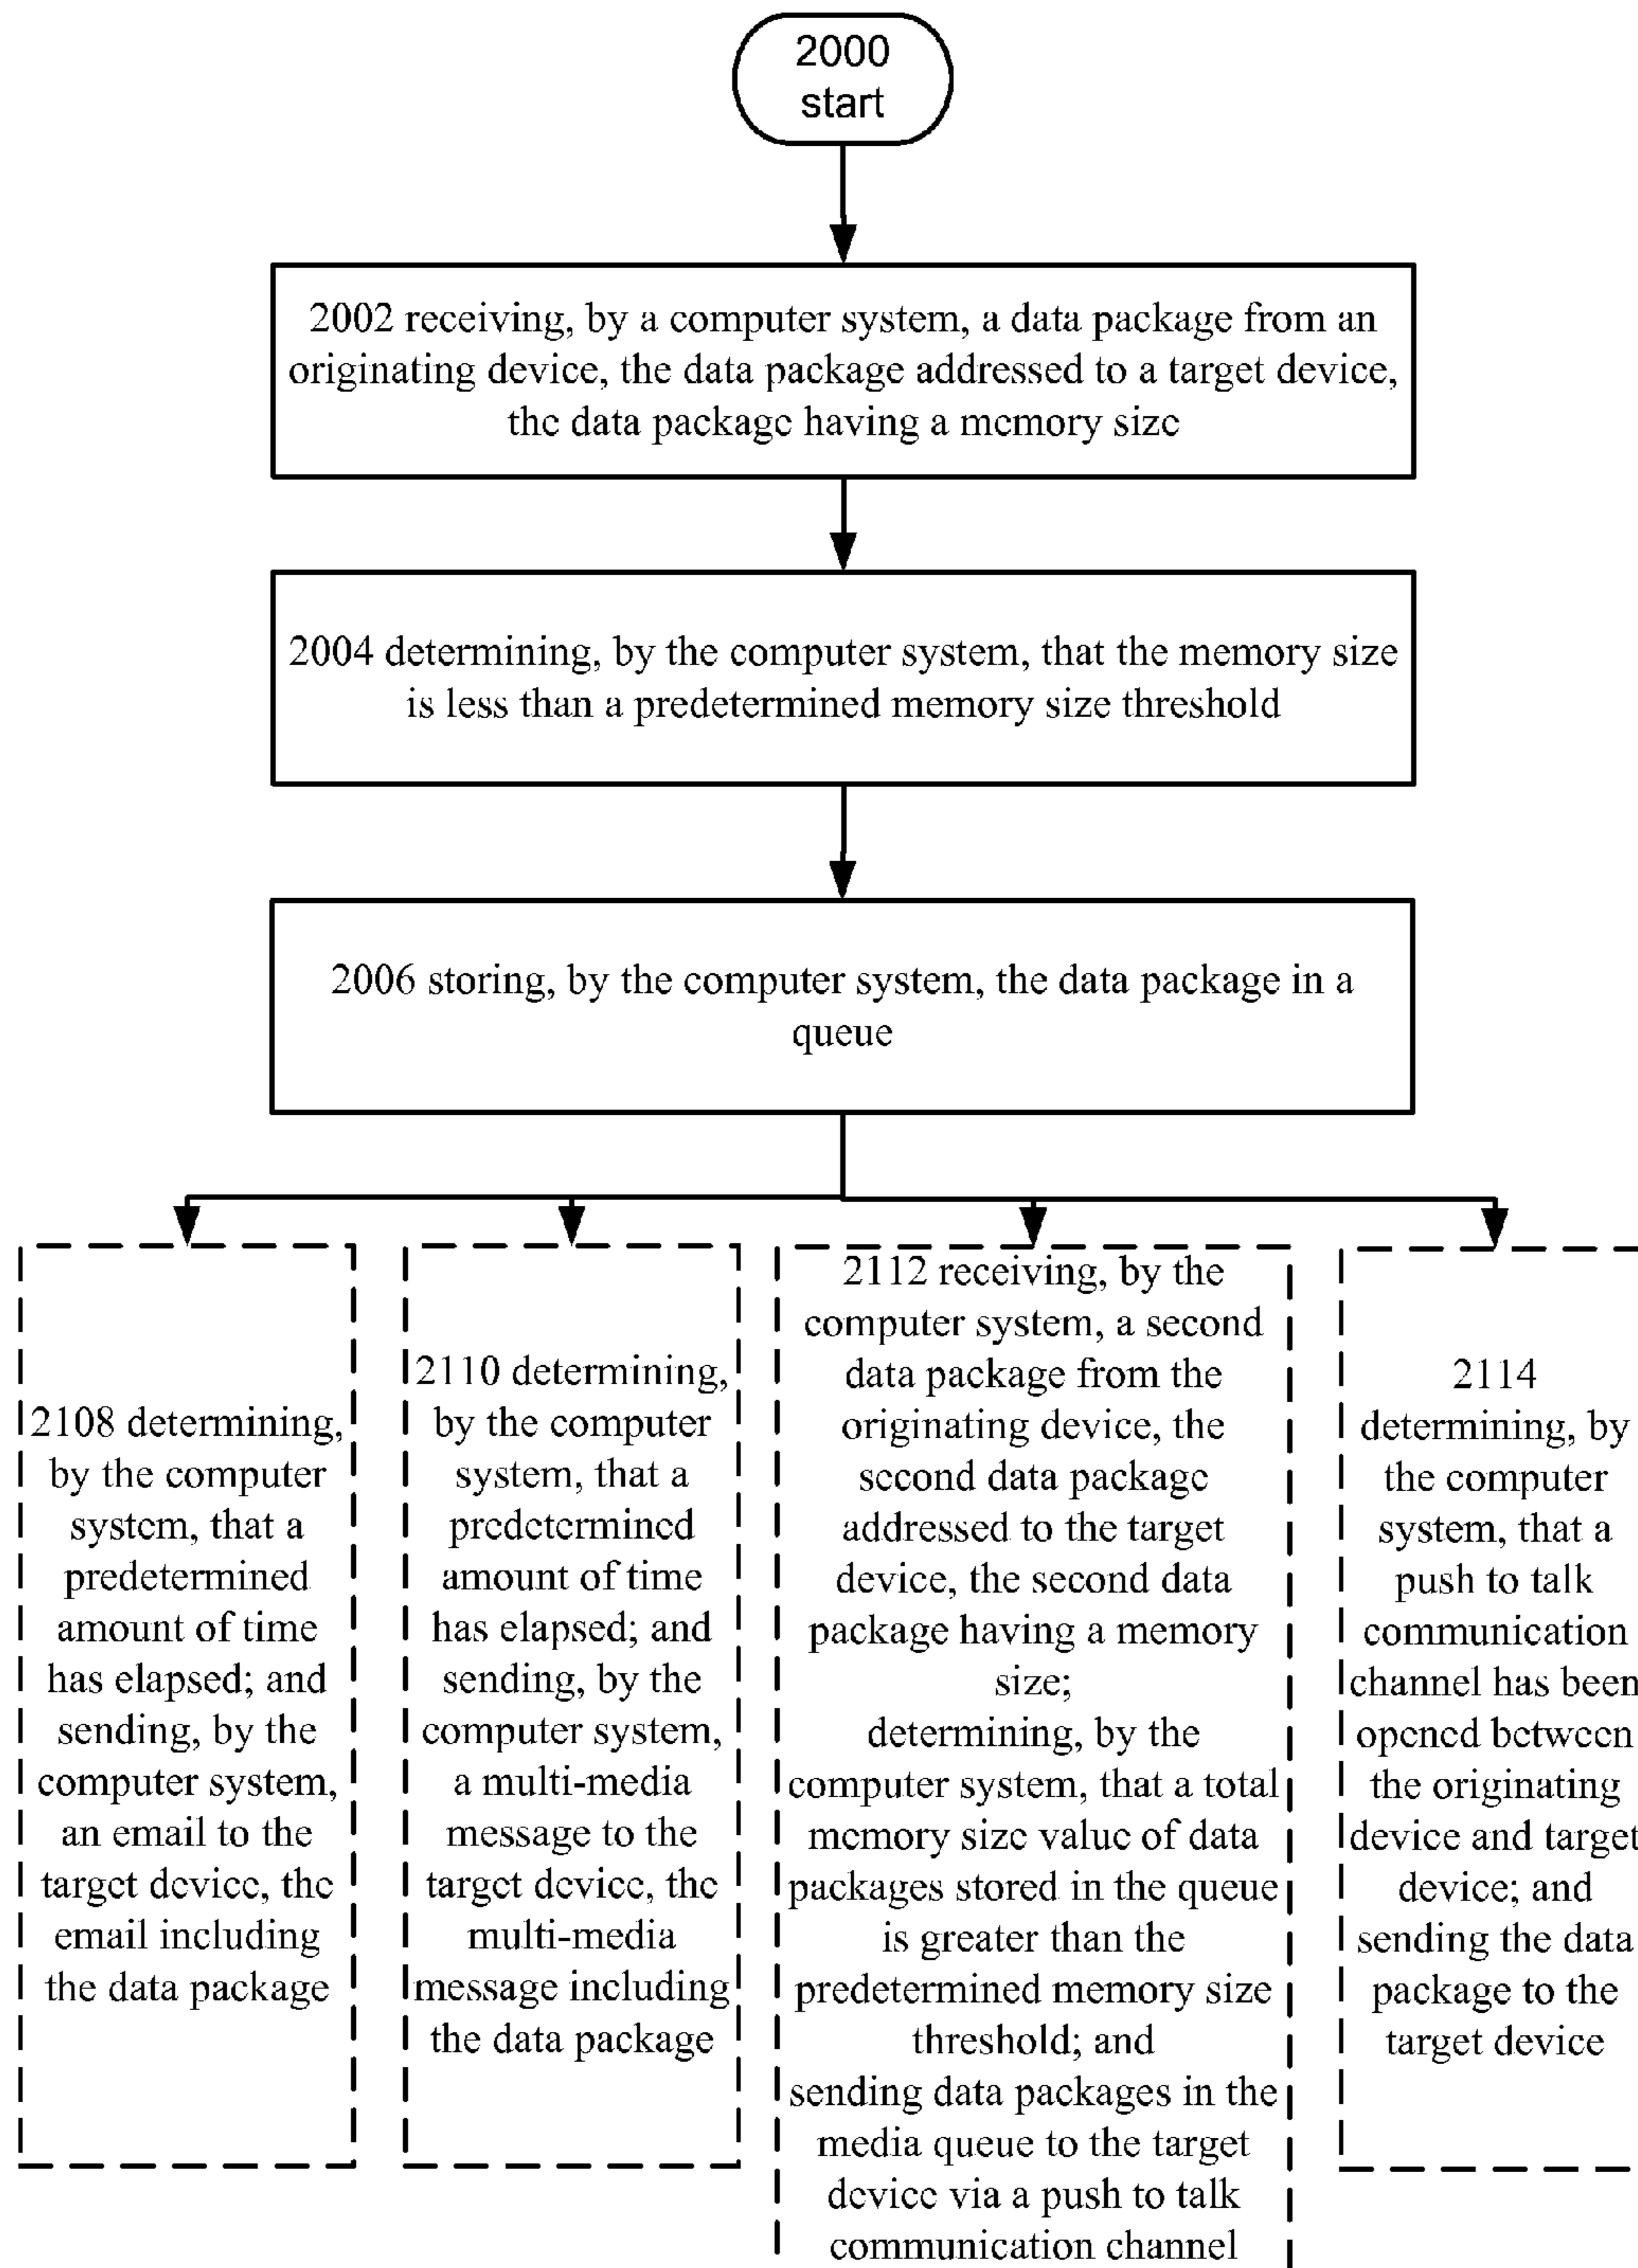 2000
start
2002 receiving, by a computer system, a data package from an
originating device, the data package addressed to a target device,
the data package having a memory size
2004 determining, by the computer system, that the memory size
is less than a predetermined memory size threshold
2006 storing, by the computer system, the data package in a
queue
2108 determining,
by the computer
system, that a
predetermined
amount of time
has elapsed; and
sending, by the
computer system,
an email to the
target device, the
email including
the data package
2110 determining,
by the computer
system, that a
predetermined
amount of time
has elapsed; and
sending, by the
computer system,
a multi-media
message to the
target device, the
multi-media
message including
the data package
2112 receiving, by the
computer system, a second
data package from the
originating device, the
second data package
addressed to the target
device, the second data
package having a memory
size;
determining, by the
computer system, that a total
memory size value of data
packages stored in the queue
is greater than the
predetermined memory size
threshold; and
sending data packages in the
media queue to the target
device via a push to talk
communication channel
2114
determining, by
the computer
system, that a
push to talk
communication
channel has been
opened between
the originating
device and target
device; and
sending the data
package to the
target device